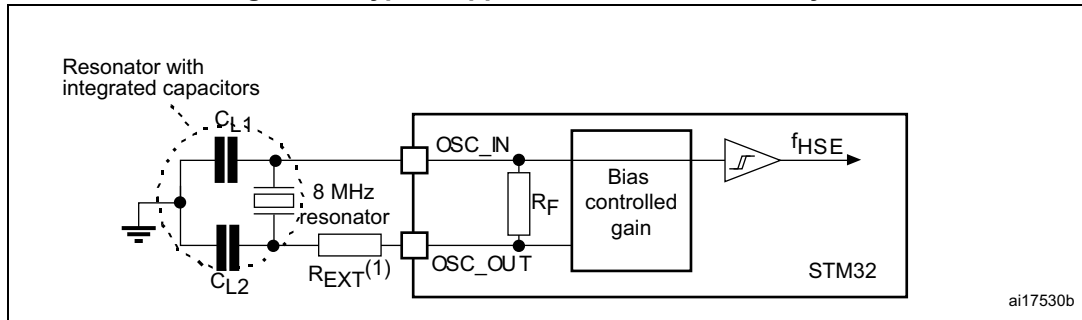 Resonator with
integrated capacitors
CL1
OSC_IN
fHSE
8 MHz
resonator
RF
Bias
controlled
gain
CL2
REXT(1)
OSC_OUT
STM32
ai17530b